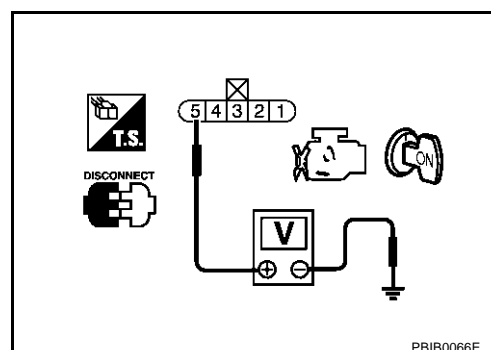 5 4 3 2 1
T.S.
DISCONNECT
ON
V
+ −
PBIB0066E